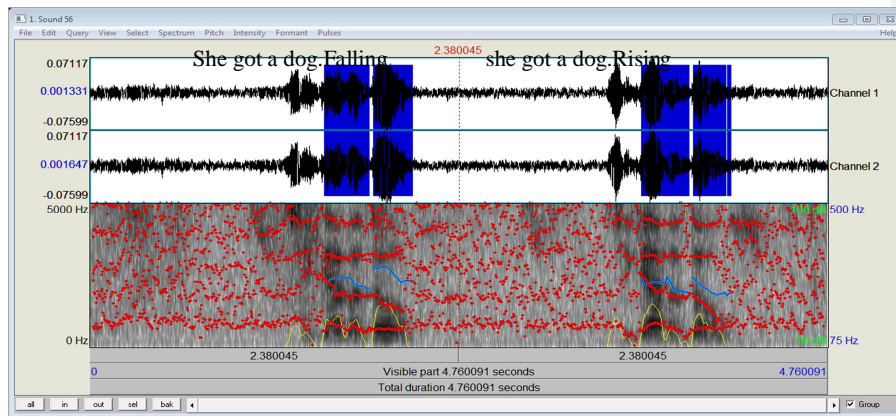 1. Sound 56
File Edit Query View Select Spectrum Pitch Intensity Formant Pulses Help
She got a dog.Falling 2.380045 she got a dog.Rising
0.07117
0.001331 Channel 1
-0.07599
0.07117
0.001647 Channel 2
-0.07599
5000 Hz 500 Hz
0 Hz 75 Hz
2.380045 2.380045
0 Visible part 4.760091 seconds 4.760091
Total duration 4.760091 seconds
all in out sel bak Group